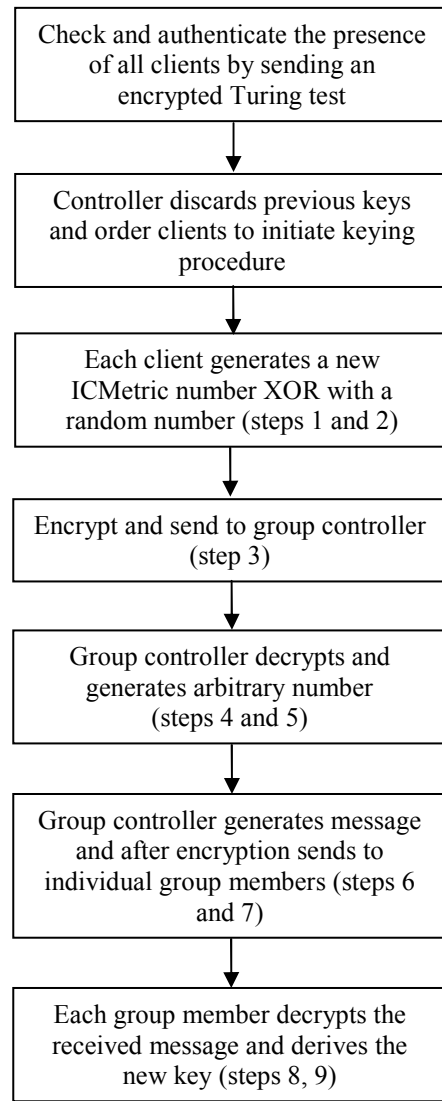 Check and authenticate the presence
of all clients by sending an
encrypted Turing test
Controller discards previous keys
and order clients to initiate keying
procedure
Each client generates a new
ICMetric number XOR with a
random number (steps 1 and 2)
Encrypt and send to group controller
(step 3)
Group controller decrypts and
generates arbitrary number
(steps 4 and 5)
Group controller generates message
and after encryption sends to
individual group members (steps 6
and 7)
Each group member decrypts the
received message and derives the
new key (steps 8, 9)